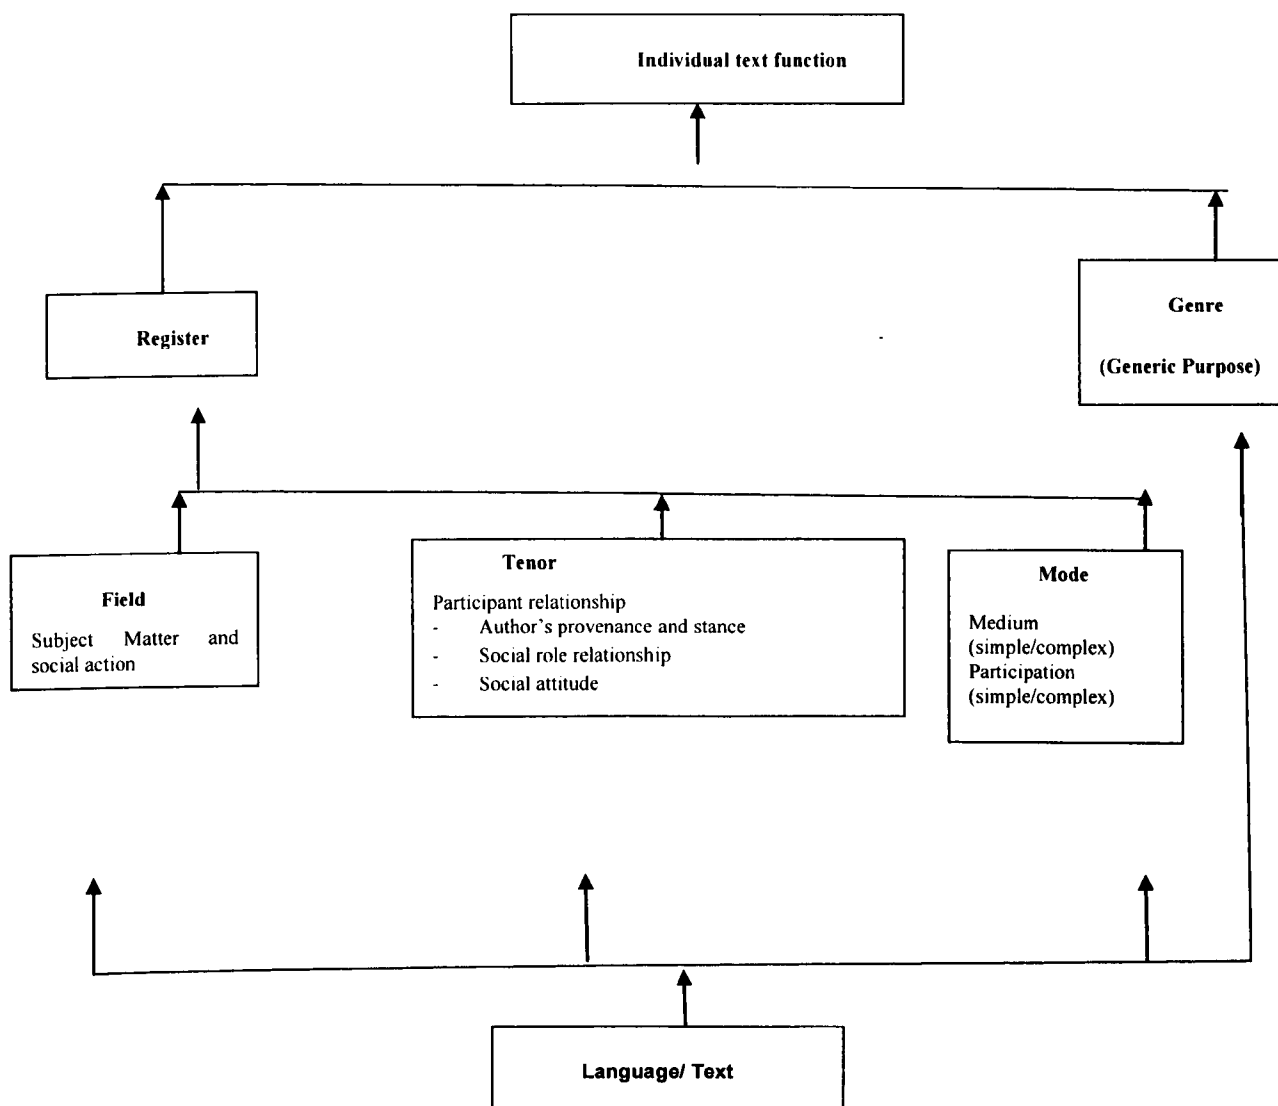 Individual text function
Register
Genre
(Generic Purpose)
Field
Subject Matter and
social action
Tenor
Participant relationship
- Author's provenance and stance
- Social role relationship
- Social attitude
Mode
Medium
(simple/complex)
Participation
(simple/complex)
Language/ Text